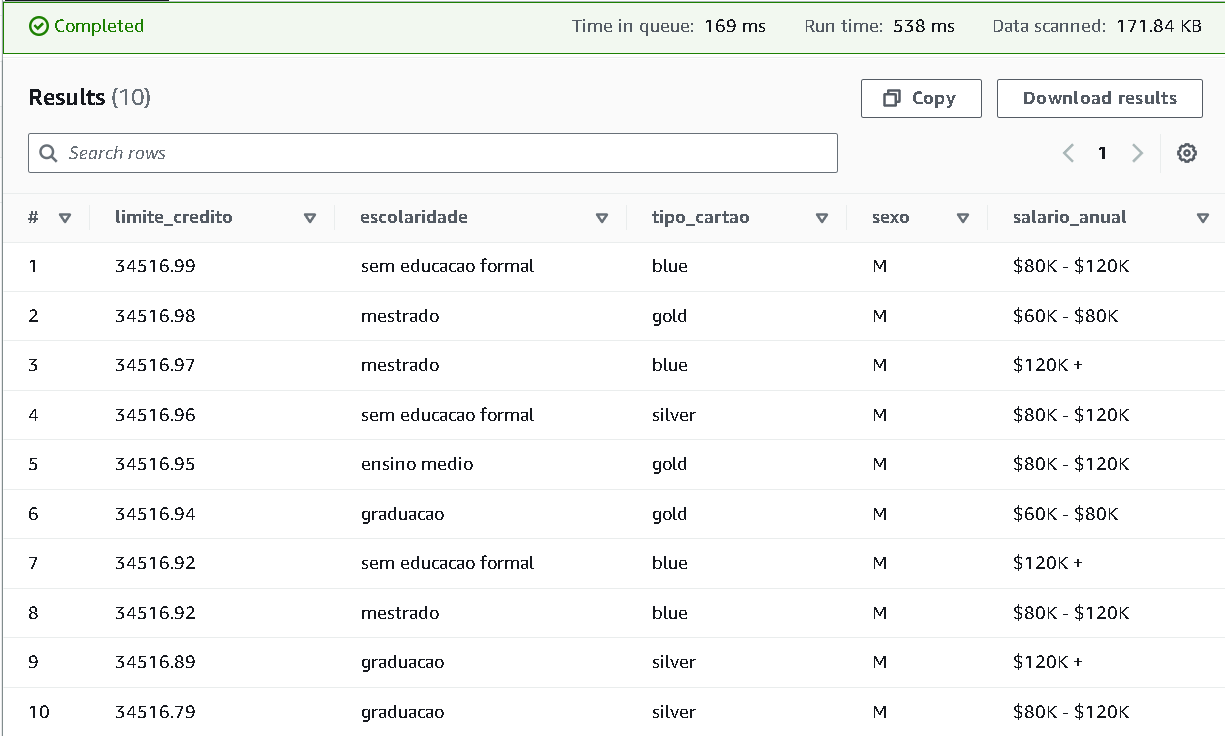 Completed Time in queue: 169 ms Run time: 538 ms Data scanned: 171.84 KB
Results (10) Copy Download results
Search rows 1
# limite_credito escolaridade tipo_cartao sexo salario_anual
1 34516.99 sem educacao formal blue M $80K - $120K
2 34516.98 mestrado gold M $60K - $80K
3 34516.97 mestrado blue M $120K +
4 34516.96 sem educacao formal silver M $80K - $120K
5 34516.95 ensino medio gold M $80K - $120K
6 34516.94 graduacao gold M $60K - $80K
7 34516.92 sem educacao formal blue M $120K +
8 34516.92 mestrado blue M $80K - $120K
9 34516.89 graduacao silver M $120K +
10 34516.79 graduacao silver M $80K - $120K